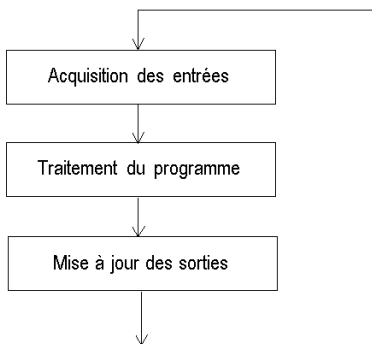 Acquisition des entrées
Traitement du programme
Mise à jour des sorties